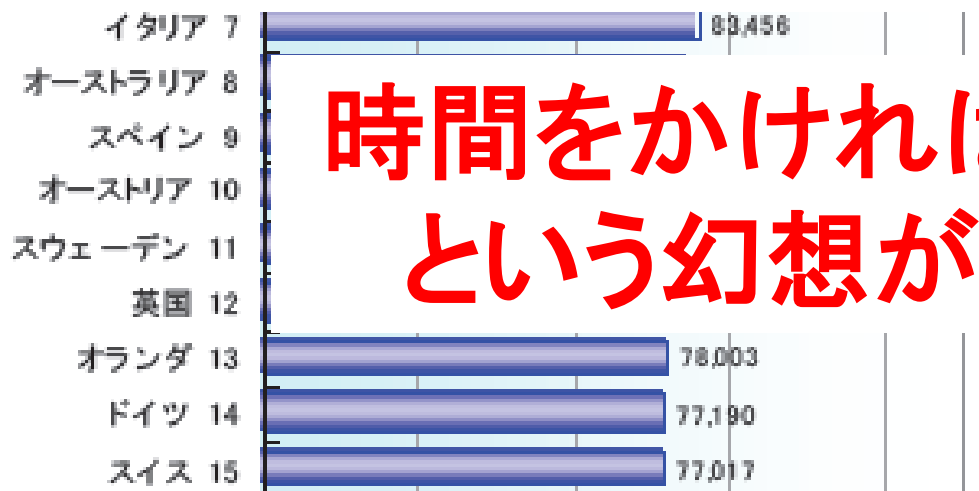 イタリア 7 83,456
オーストラリア 8
スペイン 9
オーストリア 10
スウェーデン 11
英国 12
時間をかければ
という幻想が
オランダ 13 78,003
ドイツ 14 77,190
スイス 15 77,017